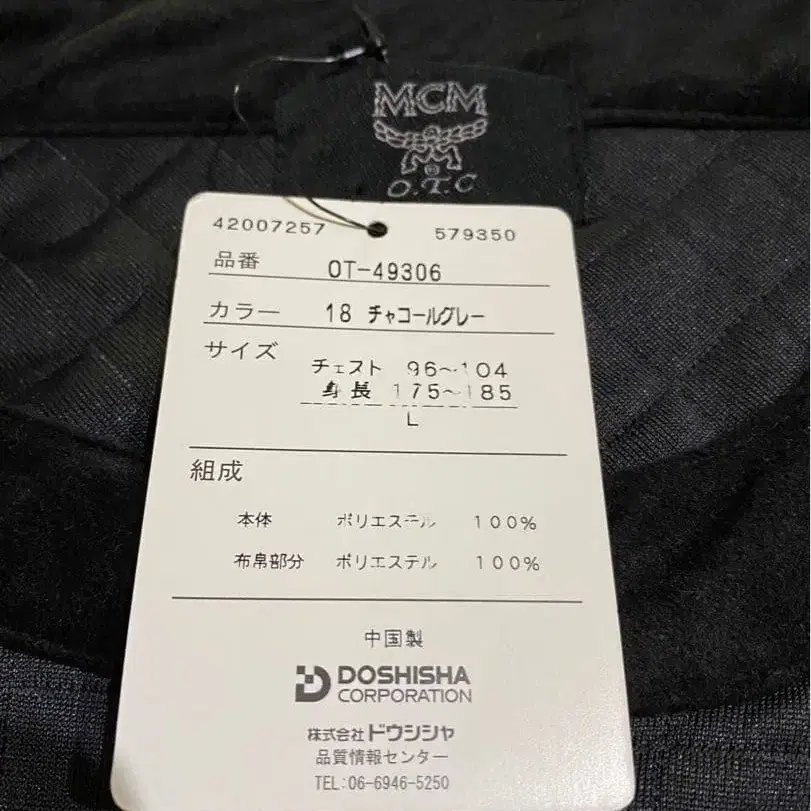 MCM
O.T.C
42007257 579350
品番 OT-49306
カラー 18 チャコールグレー
サイズ チェスト 96~104
身長 175~185
L
組成
本体 ポリエステル 100%
布帛部分 ポリエステル 100%
中国製
DOSHISHA
CORPORATION
株式会社ドウシシャ
品質情報センター
TEL:06-6946-5250